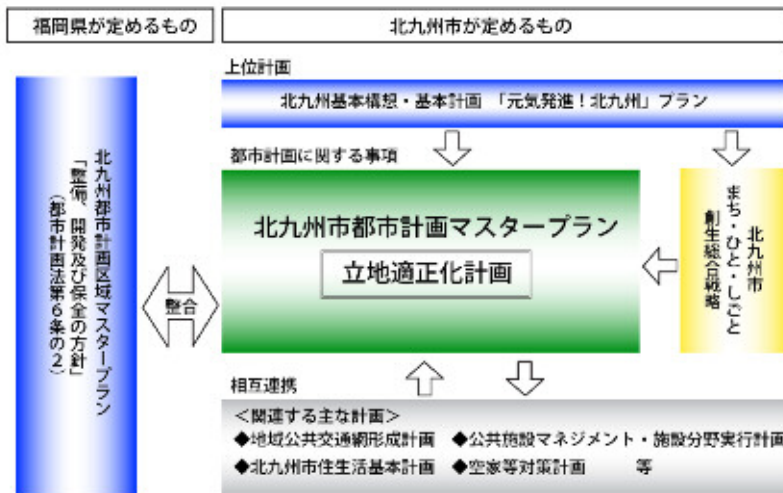 福岡県が定めるもの
北九州市が定めるもの
上位計画
北九州基本構想・基本計画 「元気発進！北九州」プラン
都市計画に関する事項
北九州市都市計画マスタープラン
立地適正化計画
北九州市
まち・ひと・しごと
創生総合戦略
北九州都市計画区域マスタープラン
「整備、開発及び保全の方針」
（都市計画法第６条の２）
整合
相互連携
＜関連する主な計画＞
◆地域公共交通網形成計画 ◆公共施設マネジメント・施設分野実行計画
◆北九州市住生活基本計画 ◆空家等対策計画 等